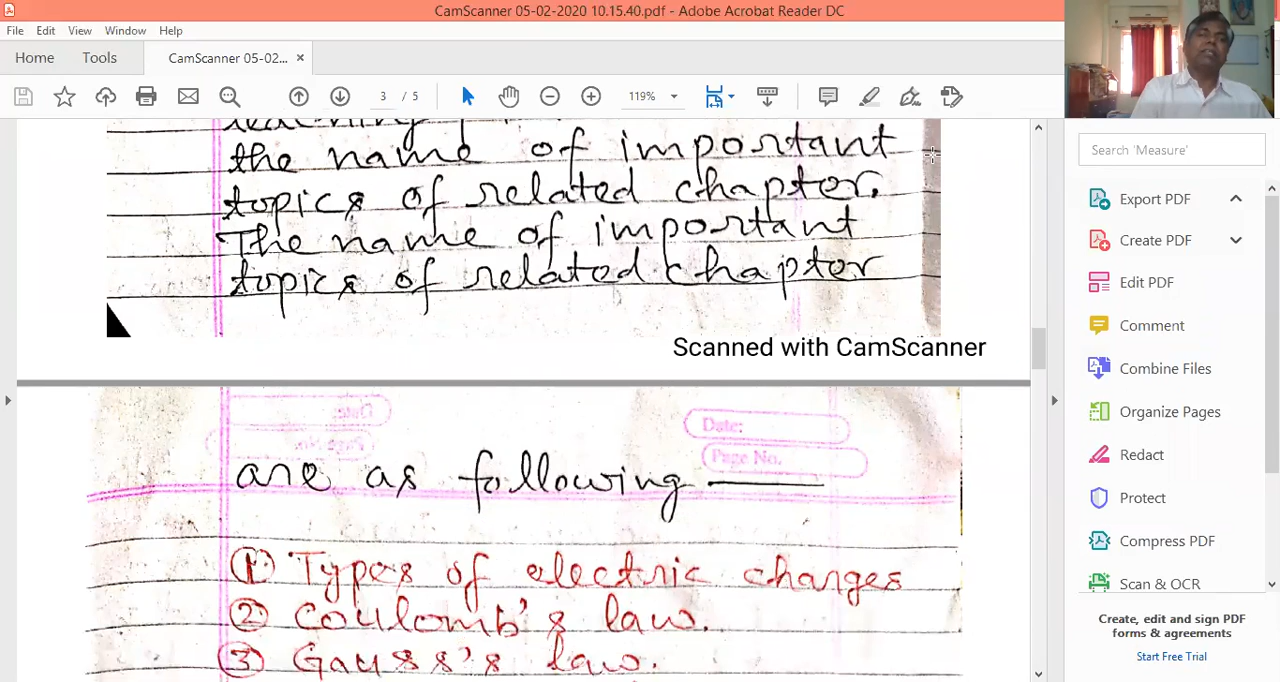 CamScanner 05-02-2020 10.15.40.pdf - Adobe Acrobat Reader DC
File Edit View Window Help
Home Tools CamScanner 05-02... ×
3 / 5 119%
the name of important
topics of related chapter.
The name of important
topics of related chapter
Scanned with CamScanner
Date:
Page No.
are as following
① Types of electric charges
② Coulomb's law.
③ Gauss's law.
Search 'Measure'
Export PDF
Create PDF
Edit PDF
Comment
Combine Files
Organize Pages
Redact
Protect
Compress PDF
Scan & OCR
Create, edit and sign PDF
forms & agreements
Start Free Trial